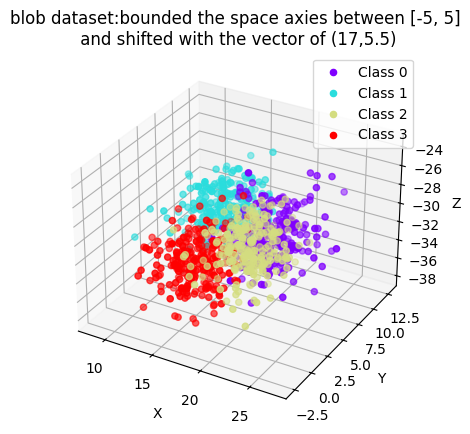 blob dataset:bounded the space axies between [-5, 5]
and shifted with the vector of (17,5.5)
Class 0
Class 1
Class 2
Class 3
−24
−26
−28
−30
−32
−34
−36
−38
Z
12.5
10.0
7.5
5.0
2.5
0.0
−2.5
Y
10
15
20
25
X